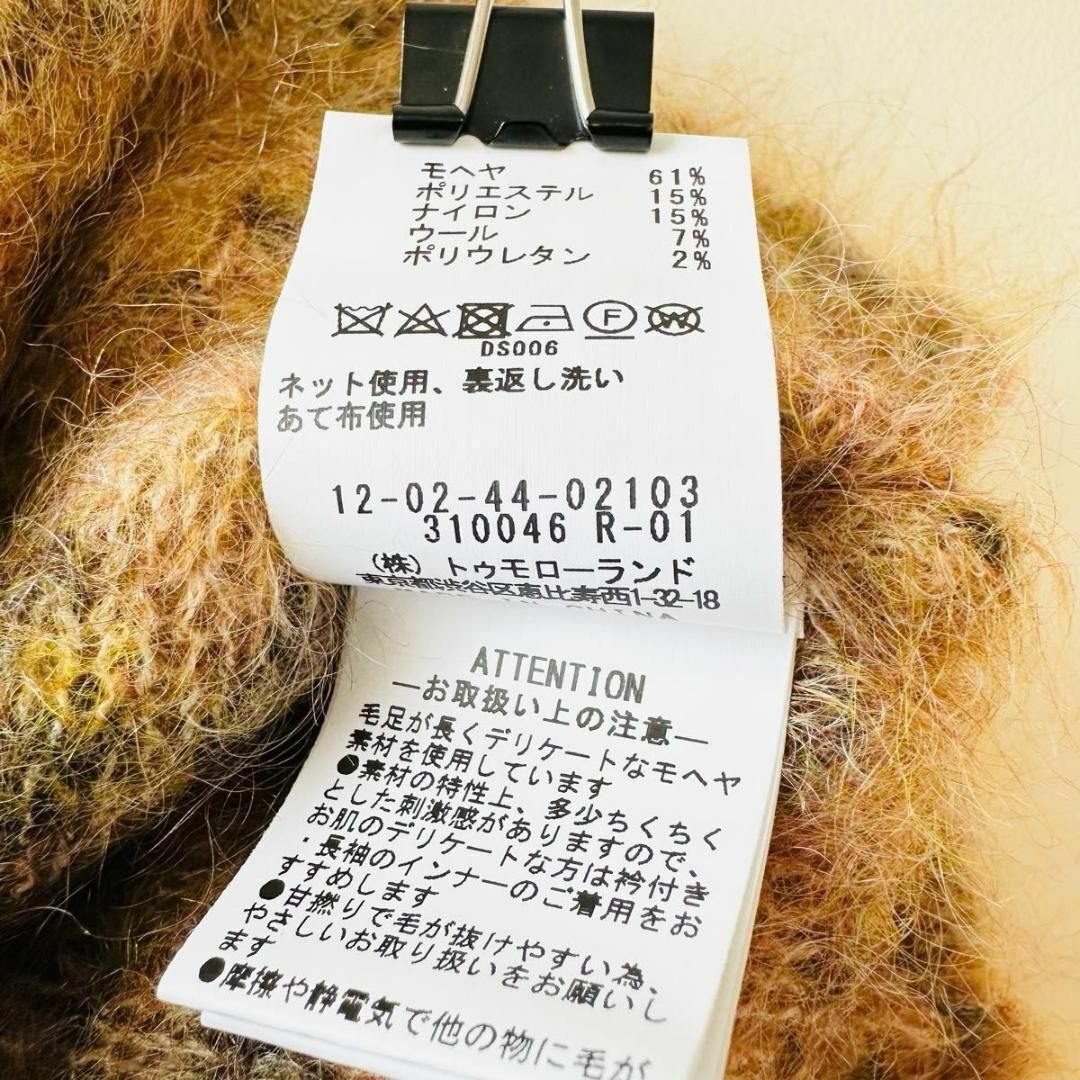 モヘヤ 61%
ポリエステル 15%
ナイロン 15%
ウール 7%
ポリウレタン 2%
F W
DS006
ネット使用、裏返し洗い
あて布使用
12-02-44-02103
310046 R-01
(株) トゥモローランド
東京都渋谷区恵比寿西1-32-18
CHINA
ATTENTION
―お取扱い上の注意―
毛足が長くデリケートなモヘヤ
素材を使用しています
●素材の特性上、多少ちくちく
とした刺激感がありますので、
お肌のデリケートな方は衿付き
・長袖のインナーのご着用をお
すすめします
●甘撚りで毛が抜けやすい為、
やさしいお取り扱いをお願いし
ます
●摩擦や静電気で他の物に毛が